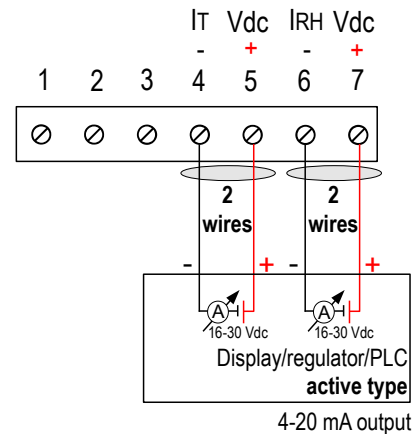 IT Vdc IRH Vdc
- + - +
1 2 3 4 5 6 7
2 2
wires wires
- + - +
A A
16-30 Vdc 16-30 Vdc
Display/regulator/PLC
active type
4-20 mA output